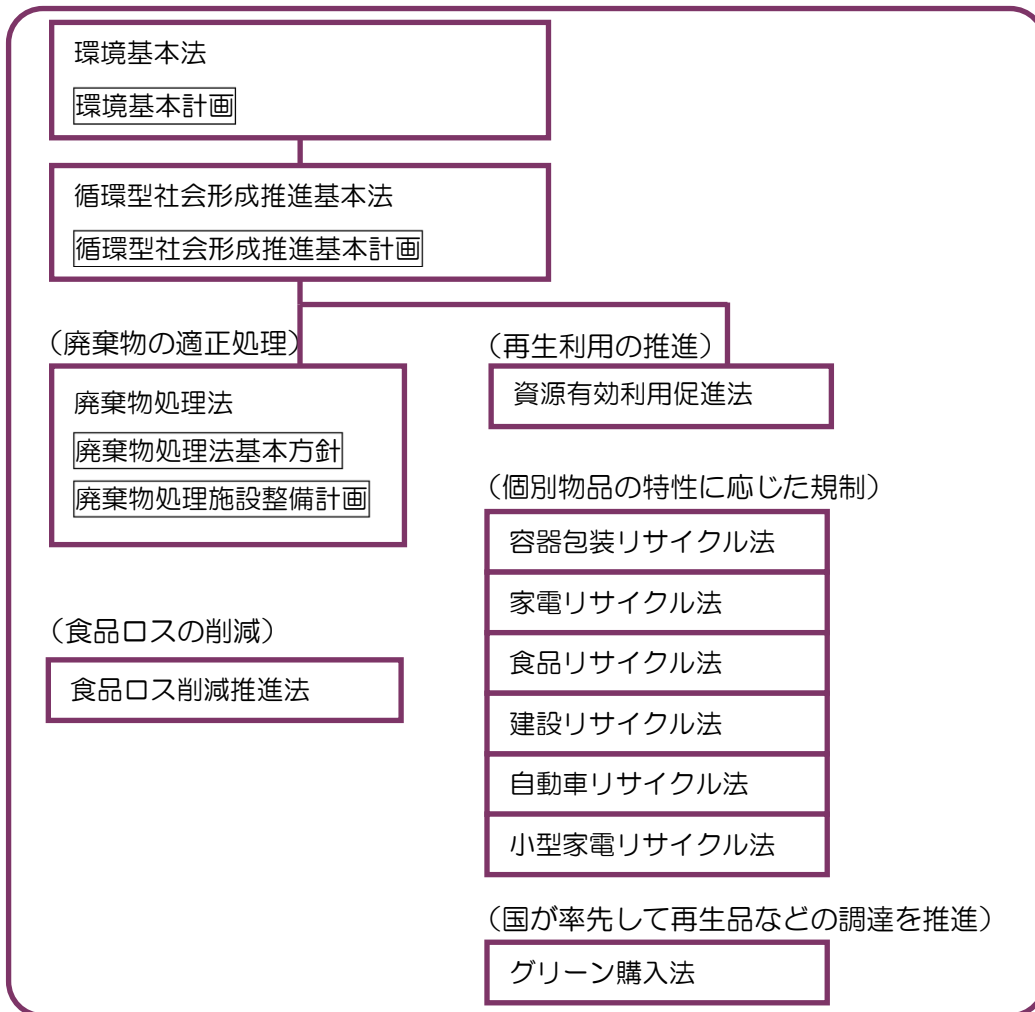 環境基本法
環境基本計画
循環型社会形成推進基本法
循環型社会形成推進基本計画
（廃棄物の適正処理）
廃棄物処理法
廃棄物処理法基本方針
廃棄物処理施設整備計画
（食品ロスの削減）
食品ロス削減推進法
（再生利用の推進）
資源有効利用促進法
（個別物品の特性に応じた規制）
容器包装リサイクル法
家電リサイクル法
食品リサイクル法
建設リサイクル法
自動車リサイクル法
小型家電リサイクル法
（国が率先して再生品などの調達を推進）
グリーン購入法